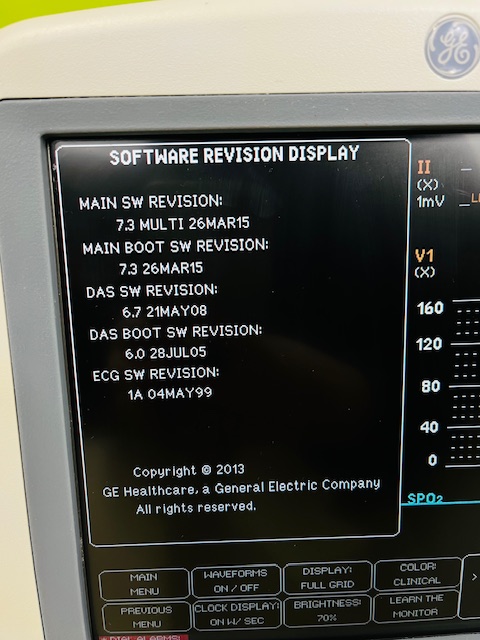 GE
SOFTWARE REVISION DISPLAY
MAIN SW REVISION:
7.3 MULTI 26MAR15
MAIN BOOT SW REVISION:
7.3 26MAR15
DAS SW REVISION:
6.7 21MAY08
DAS BOOT SW REVISION:
6.0 28JUL05
ECG SW REVISION:
1A 04MAY99
Copyright © 2013
GE Healthcare, a General Electric Company
All rights reserved.
II
(X)
1mV
V1
(X)
160
120
80
40
0
SPO2
MAIN MENU
WAVEFORMS ON / OFF
DISPLAY: FULL GRID
COLOR: CLINICAL
>
PREVIOUS MENU
CLOCK DISPLAY: ON W/ SEC
BRIGHTNESS: 70%
LEARN THE MONITOR
DIAL ALARMS: